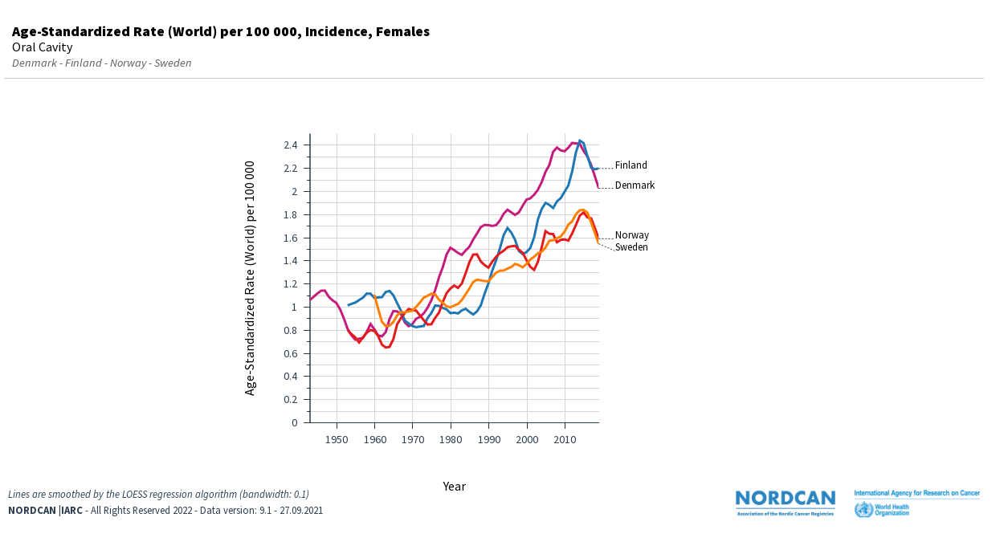 Age-Standardized Rate (World) per 100 000, Incidence, Females
Oral Cavity
Denmark - Finland - Norway - Sweden
Age-Standardized Rate (World) per 100 000
2.4
2.2
2
1.8
1.6
1.4
1.2
1
0.8
0.6
0.4
0.2
0
Finland
Denmark
Norway
Sweden
1950 1960 1970 1980 1990 2000 2010
Year
Lines are smoothed by the LOESS regression algorithm (bandwidth: 0.1)
NORDCAN |IARC - All Rights Reserved 2022 - Data version: 9.1 - 27.09.2021
NORDCAN
Association of the Nordic Cancer Registries
International Agency for Research on Cancer
World Health
Organization